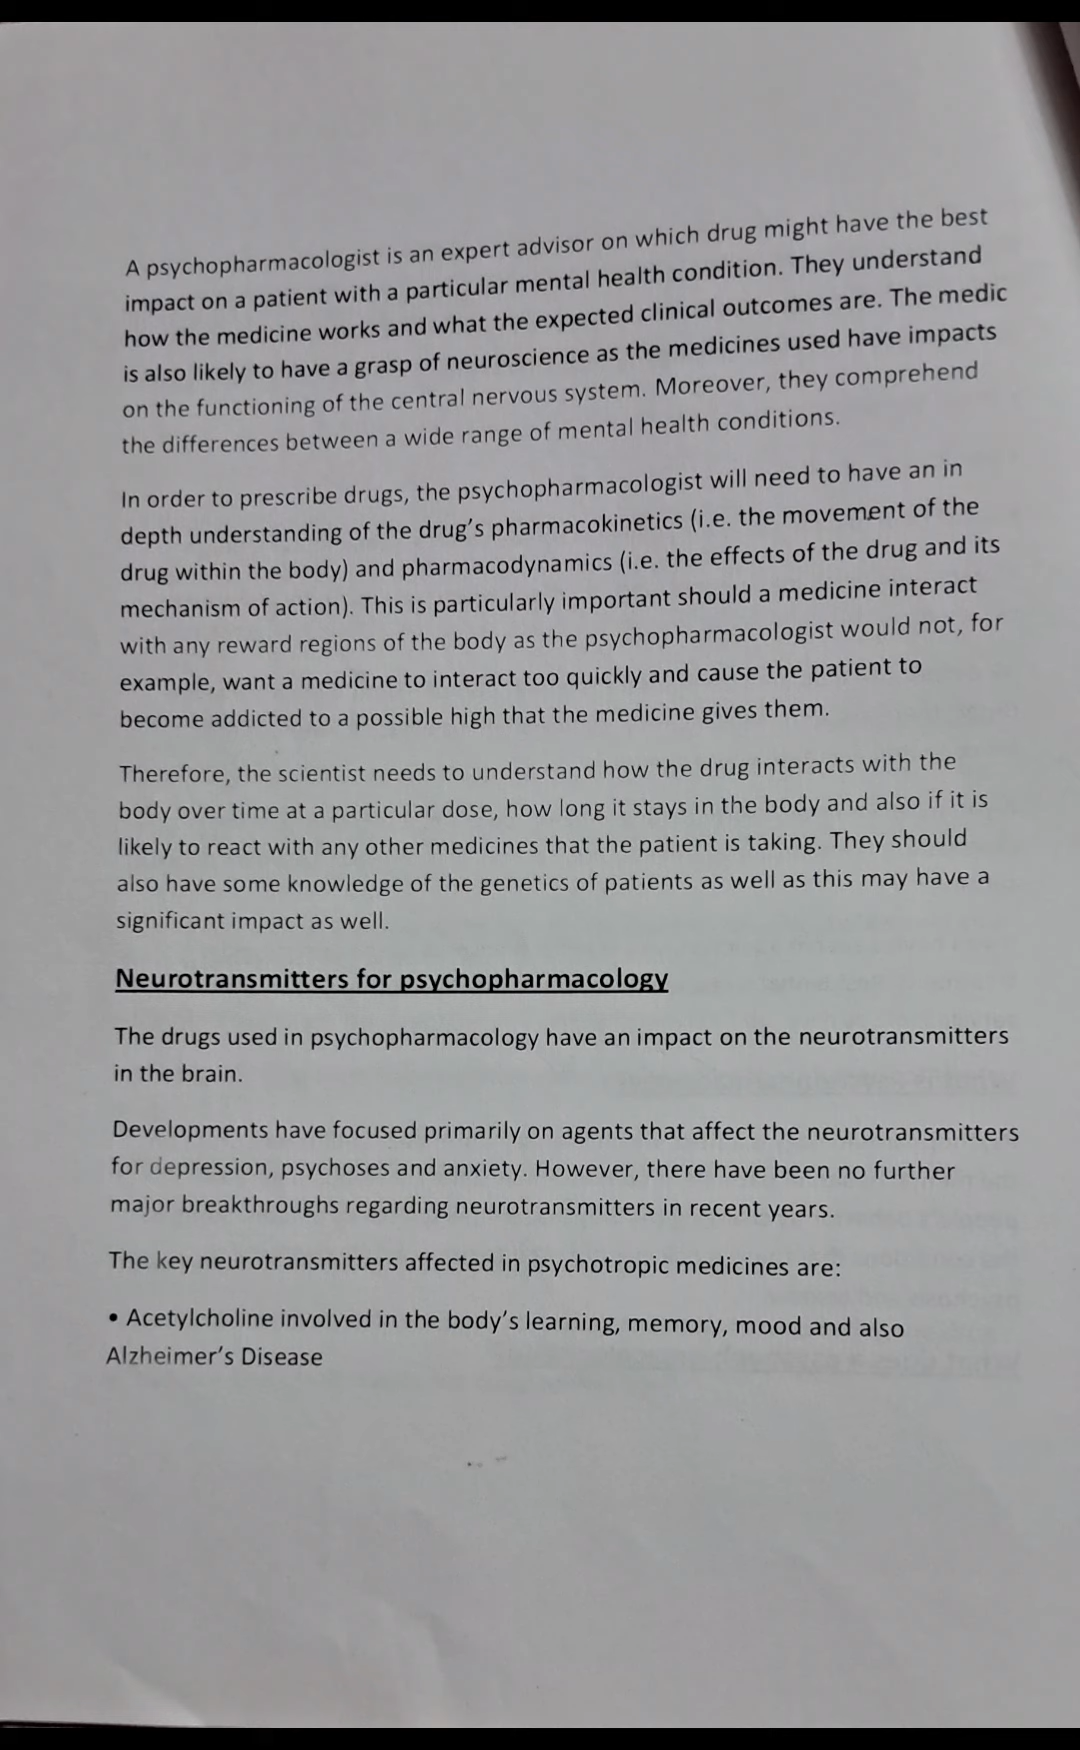 A psychopharmacologist is an expert advisor on which drug might have the best
impact on a patient with a particular mental health condition. They understand
how the medicine works and what the expected clinical outcomes are. The medic
is also likely to have a grasp of neuroscience as the medicines used have impacts
on the functioning of the central nervous system. Moreover, they comprehend
the differences between a wide range of mental health conditions.
In order to prescribe drugs, the psychopharmacologist will need to have an in
depth understanding of the drug's pharmacokinetics (i.e. the movement of the
drug within the body) and pharmacodynamics (i.e. the effects of the drug and its
mechanism of action). This is particularly important should a medicine interact
with any reward regions of the body as the psychopharmacologist would not, for
example, want a medicine to interact too quickly and cause the patient to
become addicted to a possible high that the medicine gives them.
Therefore, the scientist needs to understand how the drug interacts with the
body over time at a particular dose, how long it stays in the body and also if it is
likely to react with any other medicines that the patient is taking. They should
also have some knowledge of the genetics of patients as well as this may have a
significant impact as well.
Neurotransmitters for psychopharmacology
The drugs used in psychopharmacology have an impact on the neurotransmitters
in the brain.
Developments have focused primarily on agents that affect the neurotransmitters
for depression, psychoses and anxiety. However, there have been no further
major breakthroughs regarding neurotransmitters in recent years.
The key neurotransmitters affected in psychotropic medicines are:
• Acetylcholine involved in the body's learning, memory, mood and also
Alzheimer's Disease